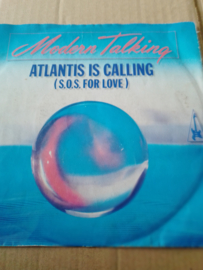 Modern Talking
ATLANTIS IS CALLING
(S.O.S. FOR LOVE)